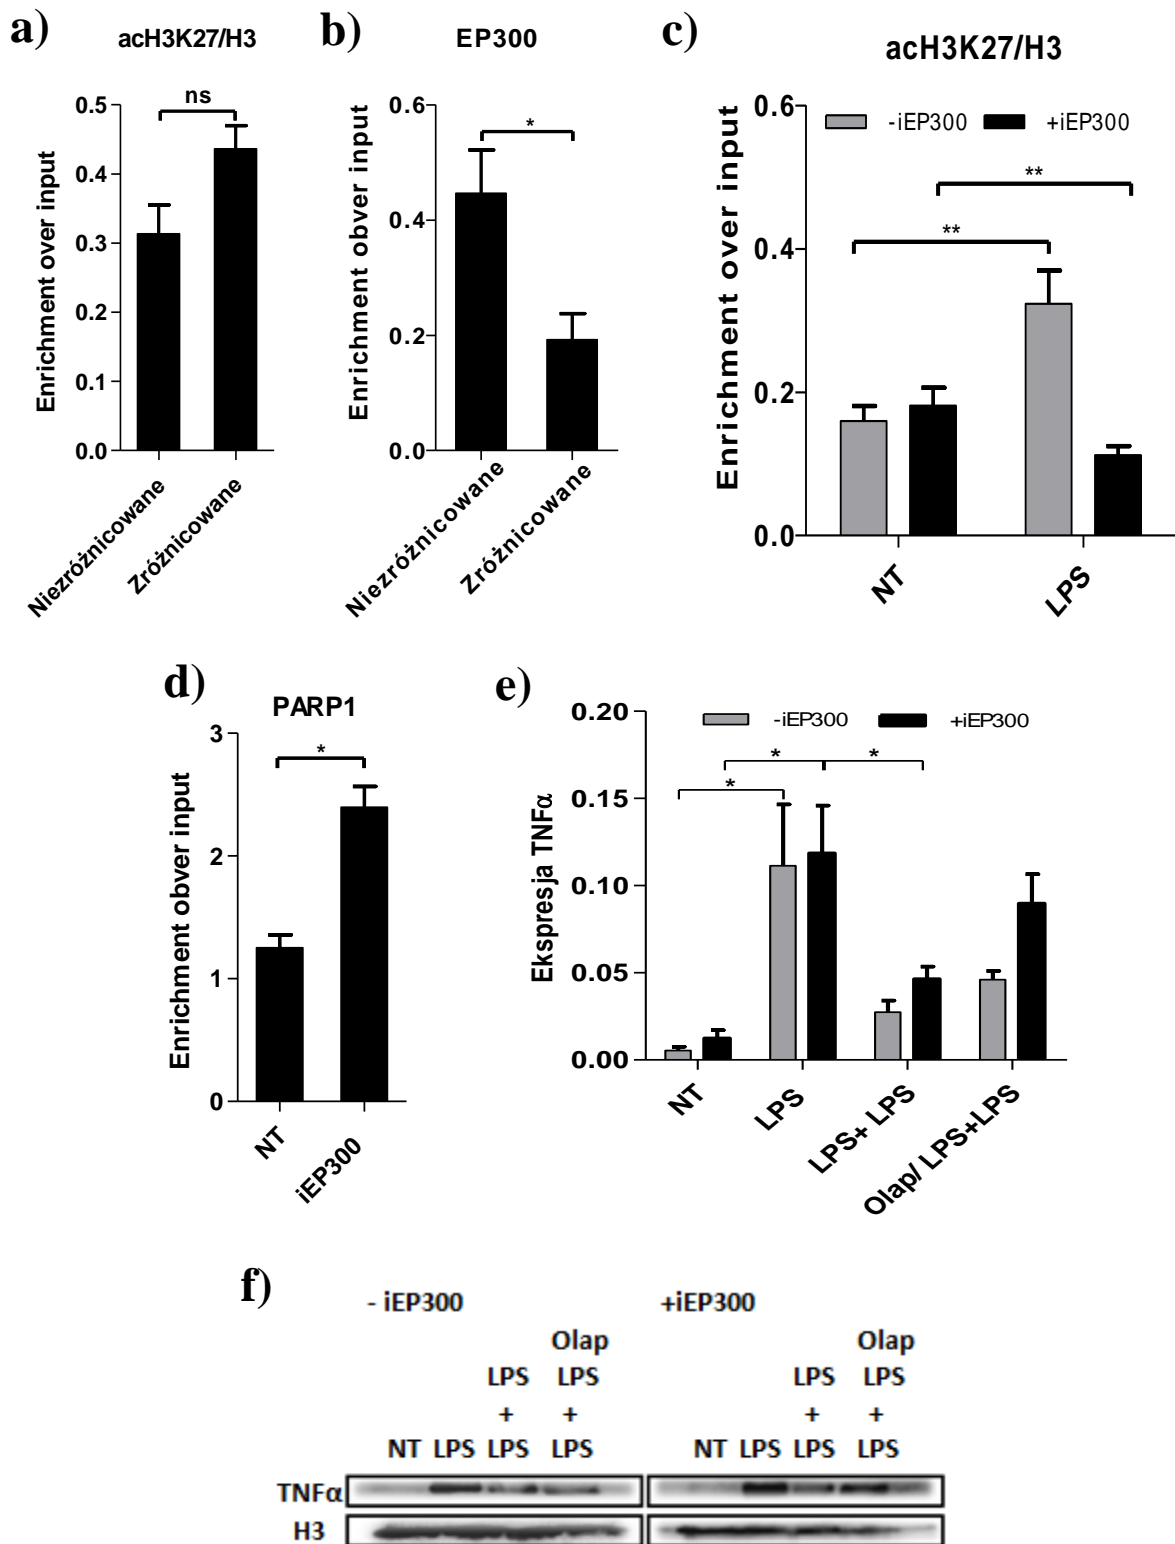 a)
acH3K27/H3
ns
0.5
0.4
0.3
0.2
0.1
0.0
Enrichment over input
Niezróżnicowane
Zróżnicowane
b)
EP300
*
0.6
0.4
0.2
0.0
Enrichment obver input
Niezróżnicowane
Zróżnicowane
c)
acH3K27/H3
-iEP300 +iEP300
**
**
0.6
0.4
0.2
0.0
Enrichment over input
NT
LPS
d)
PARP1
*
3
2
1
0
Enrichment obver input
NT
iEP300
e)
-iEP300 +iEP300
* *
*
0.20
0.15
0.10
0.05
0.00
Ekspresja TNFα
NT
LPS
LPS+ LPS
Olap/ LPS+LPS
f)
- iEP300 +iEP300
Olap Olap
LPS LPS LPS LPS
+ + + +
NT LPS LPS LPS NT LPS LPS LPS
TNFα
H3